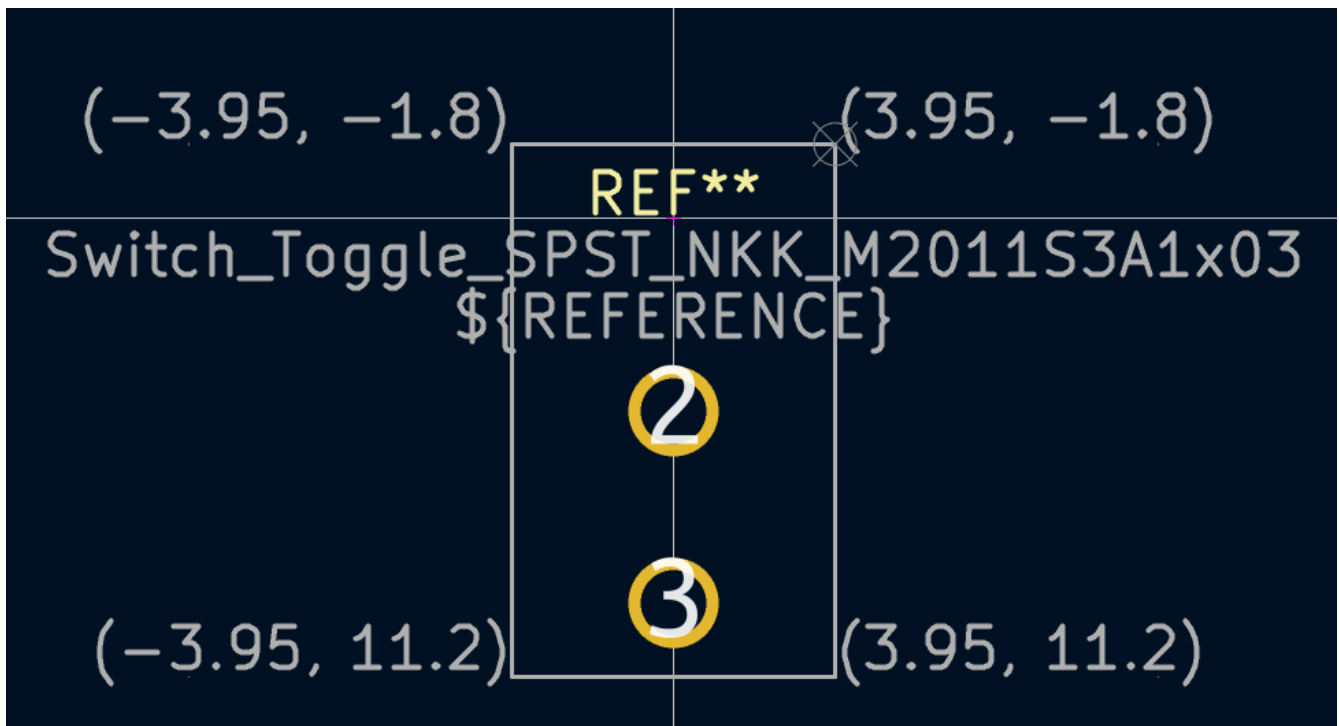 (−3.95, −1.8) (3.95, −1.8)
REF**
Switch_Toggle_SPST_NKK_M2011S3A1x03
${REFERENCE}
2
3
(−3.95, 11.2) (3.95, 11.2)